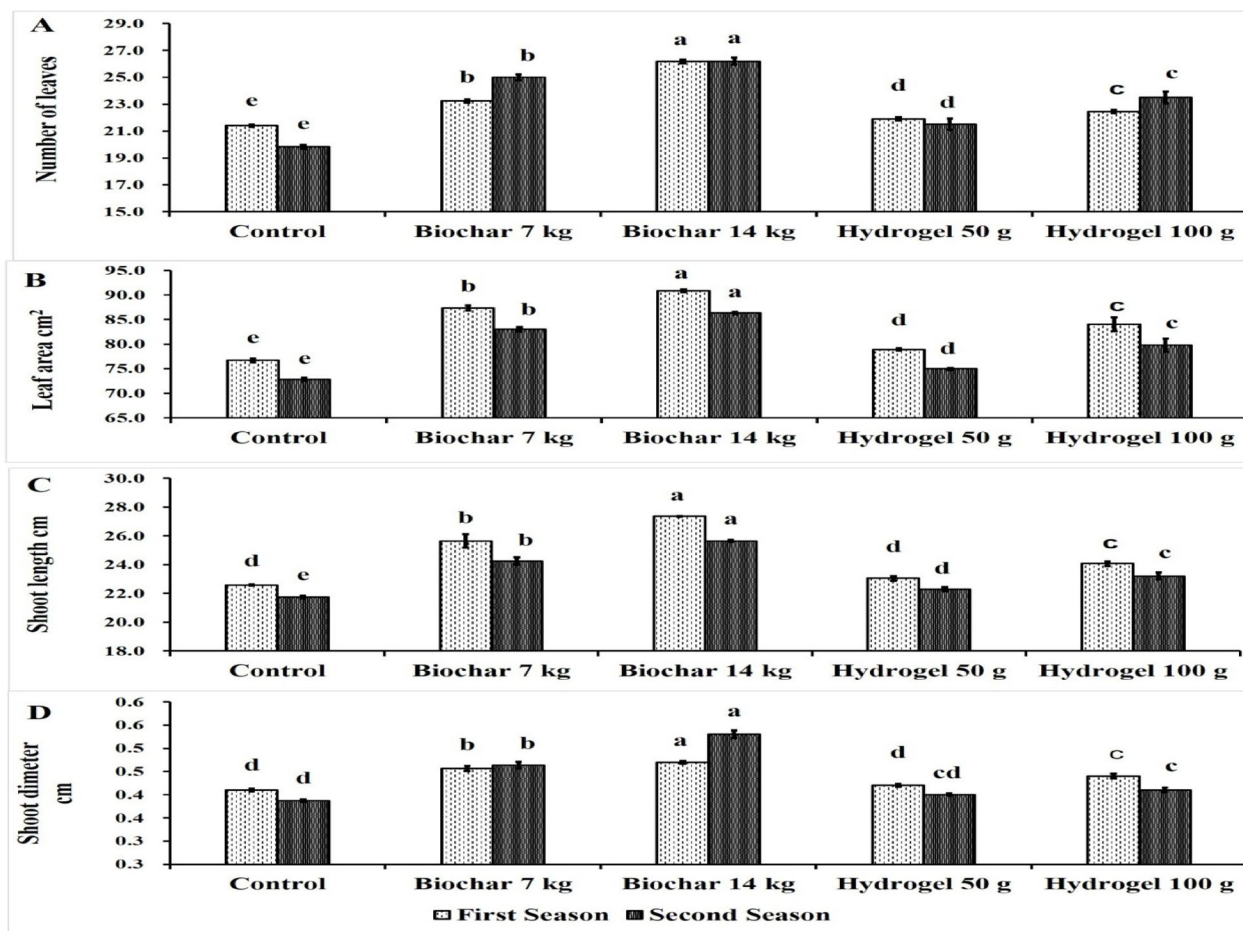 A
Number of leaves
29.0
27.0
25.0
23.0
21.0
19.0
17.0
15.0
e
e
b
b
a
a
d
d
c
c
Control
Biochar 7 kg
Biochar 14 kg
Hydrogel 50 g
Hydrogel 100 g
B
Leaf area cm²
95.0
90.0
85.0
80.0
75.0
70.0
65.0
e
e
b
b
a
a
d
d
c
c
Control
Biochar 7 kg
Biochar 14 kg
Hydrogel 50 g
Hydrogel 100 g
C
Shoot length cm
30.0
28.0
26.0
24.0
22.0
20.0
18.0
d
e
b
b
a
a
d
d
c
c
Control
Biochar 7 kg
Biochar 14 kg
Hydrogel 50 g
Hydrogel 100 g
D
Shoot dimeter
cm
0.6
0.6
0.5
0.5
0.4
0.4
0.3
0.3
d
d
b
b
a
a
d
cd
c
c
Control
Biochar 7 kg
Biochar 14 kg
Hydrogel 50 g
Hydrogel 100 g
First Season
Second Season